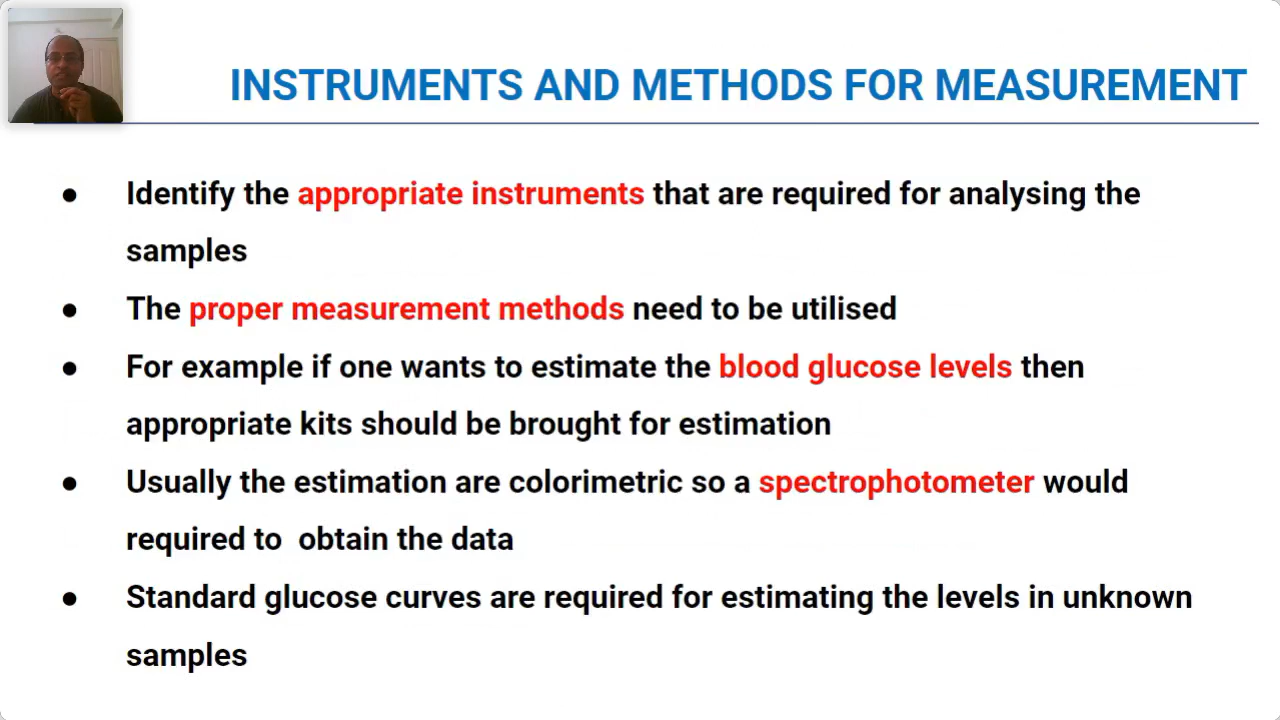 INSTRUMENTS AND METHODS FOR MEASUREMENT
● Identify the appropriate instruments that are required for analysing the
samples
● The proper measurement methods need to be utilised
● For example if one wants to estimate the blood glucose levels then
appropriate kits should be brought for estimation
● Usually the estimation are colorimetric so a spectrophotometer would
required to  obtain the data
● Standard glucose curves are required for estimating the levels in unknown
samples